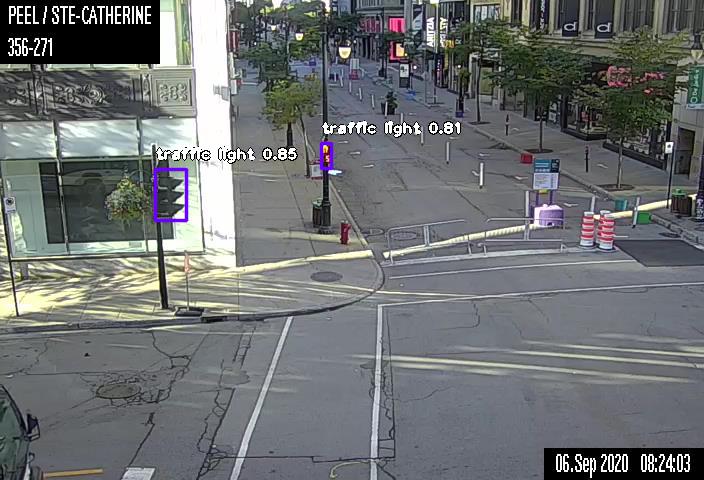 PEEL / STE-CATHERINE
356-271
traffic light 0.81
traffic light 0.85
ARITZIA
d
d
06.Sep 2020 08:24:03